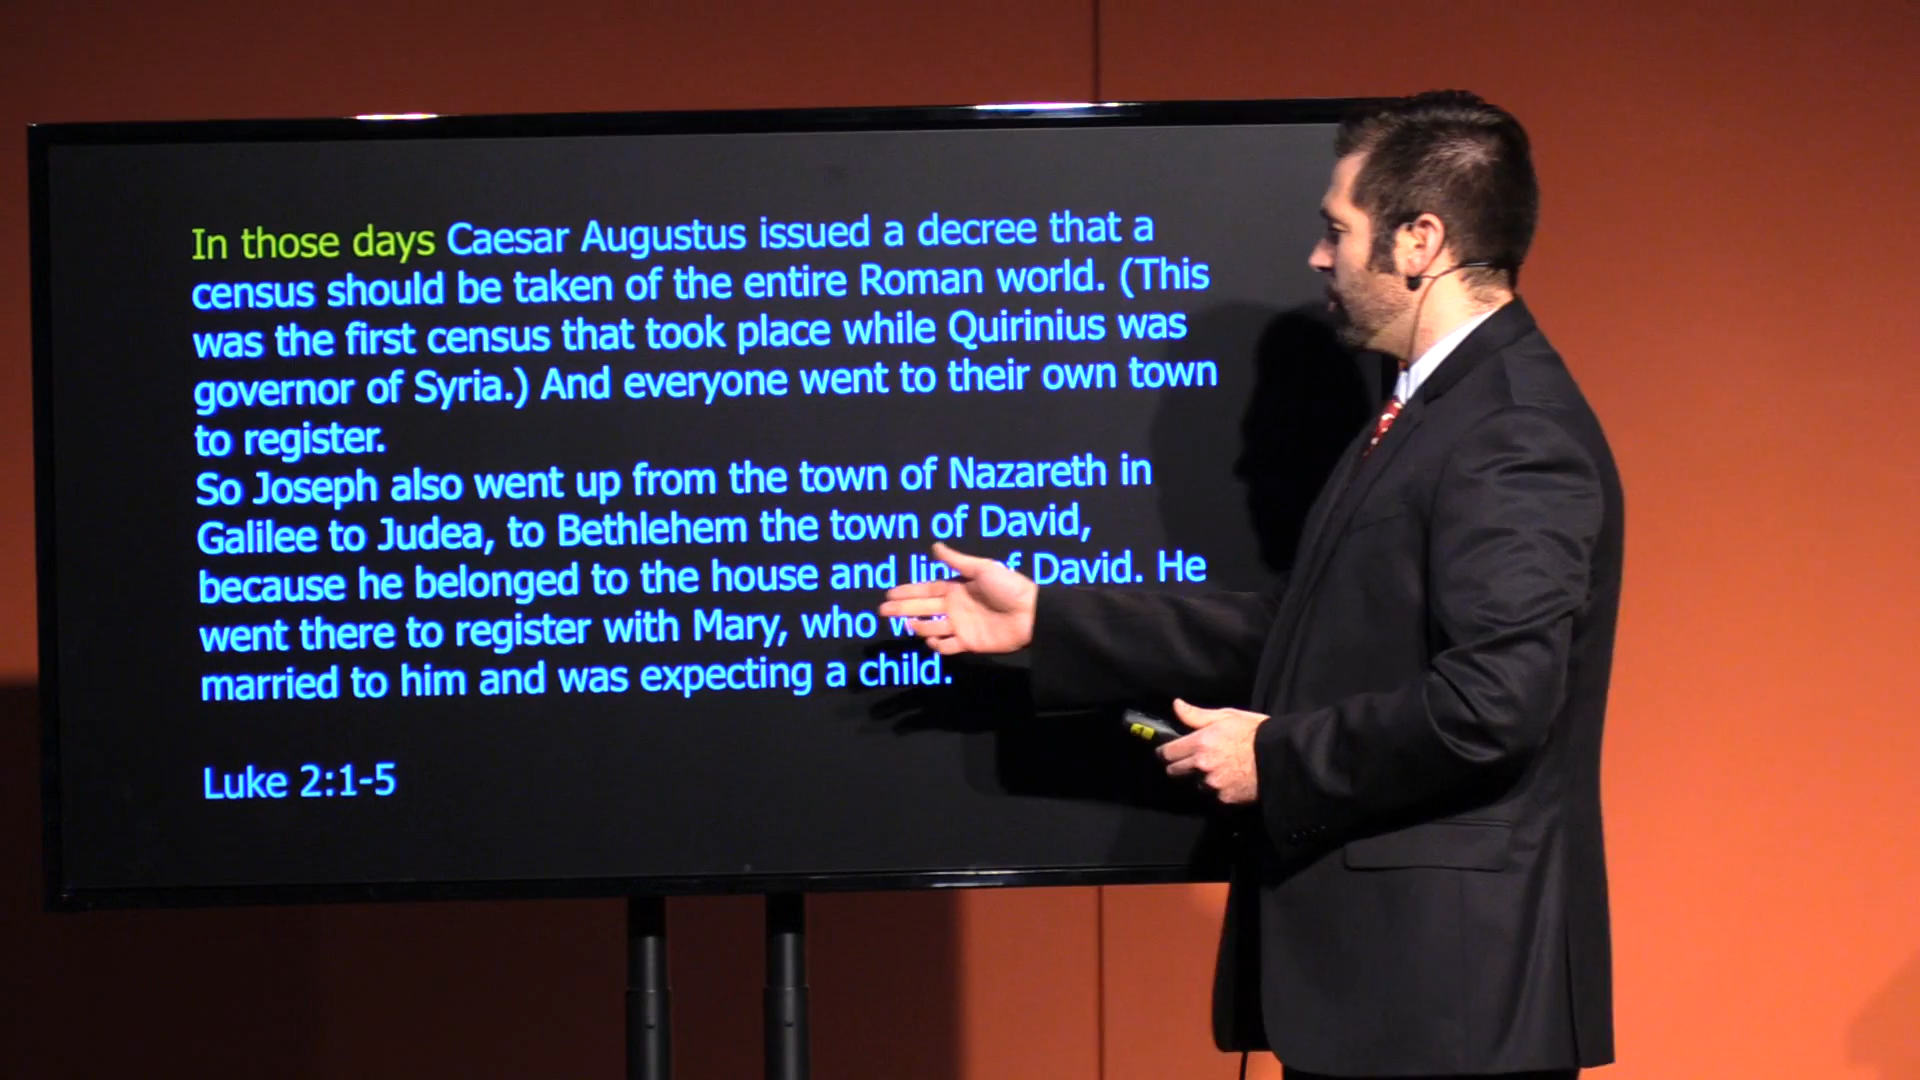 In those days Caesar Augustus issued a decree that a
census should be taken of the entire Roman world. (This
was the first census that took place while Quirinius was
governor of Syria.) And everyone went to their own town
to register.
So Joseph also went up from the town of Nazareth in
Galilee to Judea, to Bethlehem the town of David,
because he belonged to the house and line of David. He
went there to register with Mary, who
married to him and was expecting a child.
Luke 2:1-5